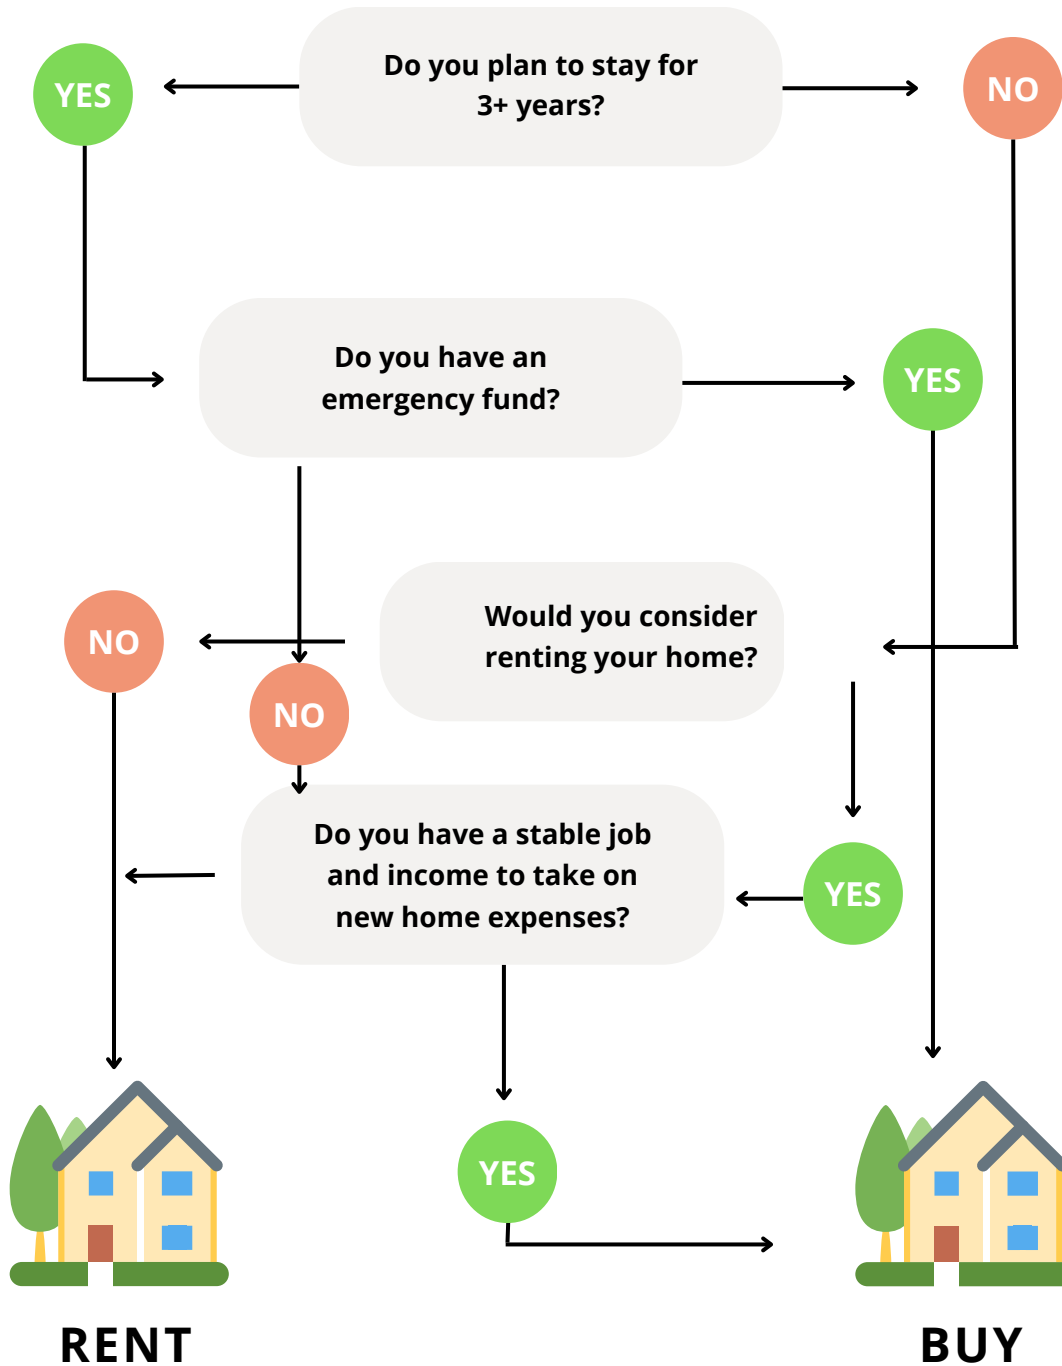 YES
Do you plan to stay for
3+ years?
NO
Do you have an
emergency fund?
YES
NO
Would you consider
renting your home?
NO
Do you have a stable job
and income to take on
new home expenses?
YES
YES
RENT
BUY